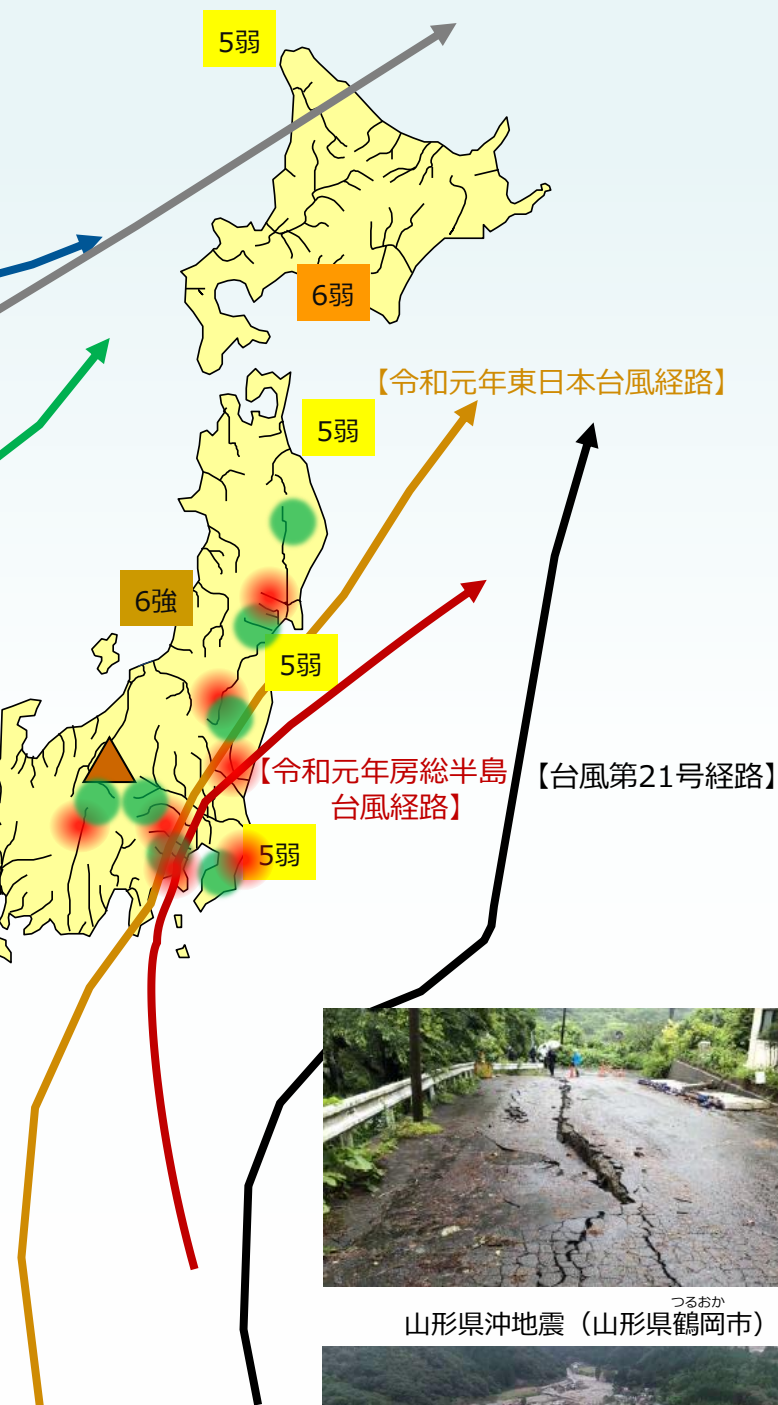 5弱
6弱
【令和元年東日本台風経路】
5弱
6強
5弱
【令和元年房総半島
台風経路】
【台風第21号経路】
5弱
つるおか
山形県沖地震（山形県鶴岡市）